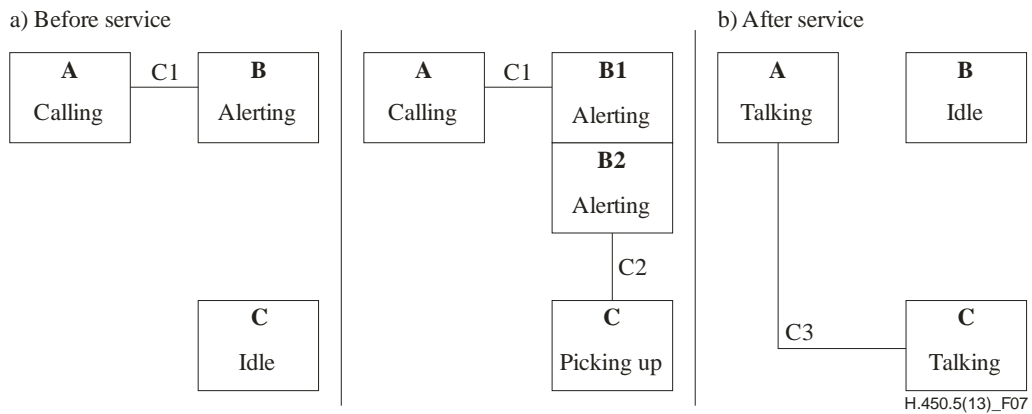 a) Before service
b) After service
A
Calling
C1
B
Alerting
C
Idle
A
Calling
C1
B1
Alerting
B2
Alerting
C2
C
Picking up
A
Talking
B
Idle
C3
C
Talking
H.450.5(13)_F07